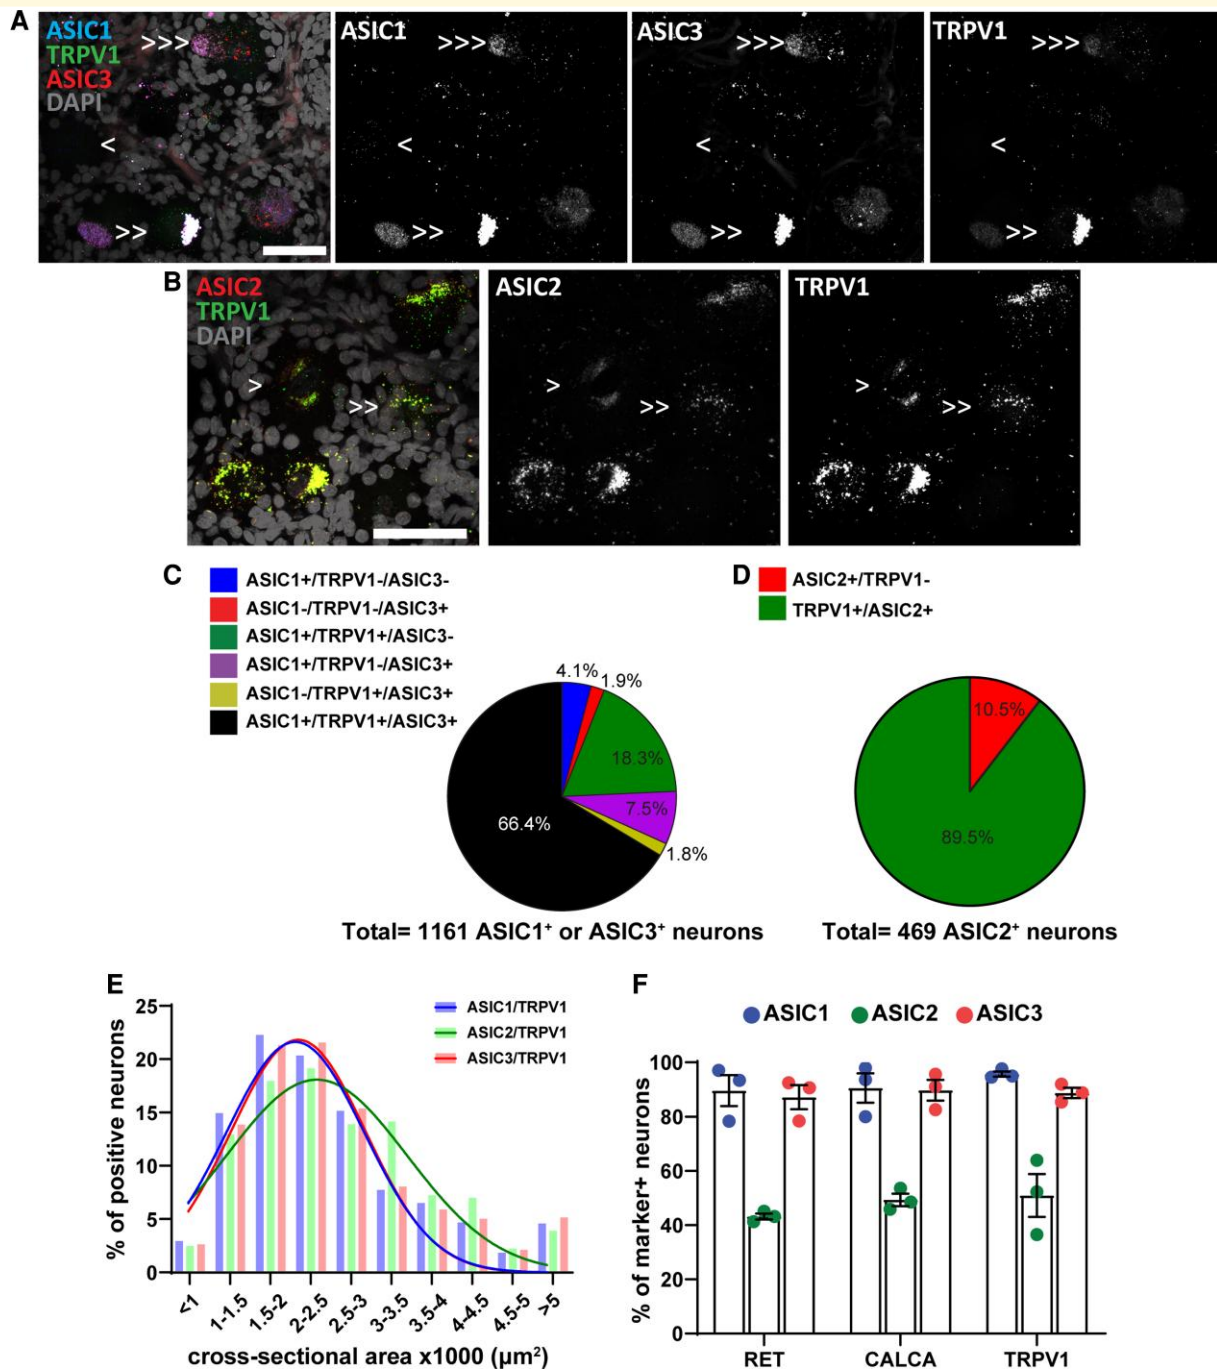 A
ASIC1
TRPV1
ASIC3
DAPI
>>>
<
>>
ASIC1
>>>
<
>>
ASIC3
>>>
<
>>
TRPV1
>>>
<
>>
B
ASIC2
TRPV1
DAPI
>
>>
ASIC2
>
>>
TRPV1
>
>>
C
ASIC1+/TRPV1-/ASIC3-
ASIC1-/TRPV1-/ASIC3+
ASIC1+/TRPV1+/ASIC3-
ASIC1+/TRPV1-/ASIC3+
ASIC1-/TRPV1+/ASIC3+
ASIC1+/TRPV1+/ASIC3+
4.1%
1.9%
18.3%
7.5%
1.8%
66.4%
Total= 1161 ASIC1⁺ or ASIC3⁺ neurons
D
ASIC2+/TRPV1-
TRPV1+/ASIC2+
10.5%
89.5%
Total= 469 ASIC2⁺ neurons
E
ASIC1/TRPV1
ASIC2/TRPV1
ASIC3/TRPV1
% of positive neurons
25
20
15
10
5
0
<1
1-1.5
1.5-2
2-2.5
2.5-3
3-3.5
3.5-4
4-4.5
4.5-5
>5
cross-sectional area x1000 (µm²)
F
ASIC1 ASIC2 ASIC3
% of marker+ neurons
100
80
60
40
20
0
RET CALCA TRPV1